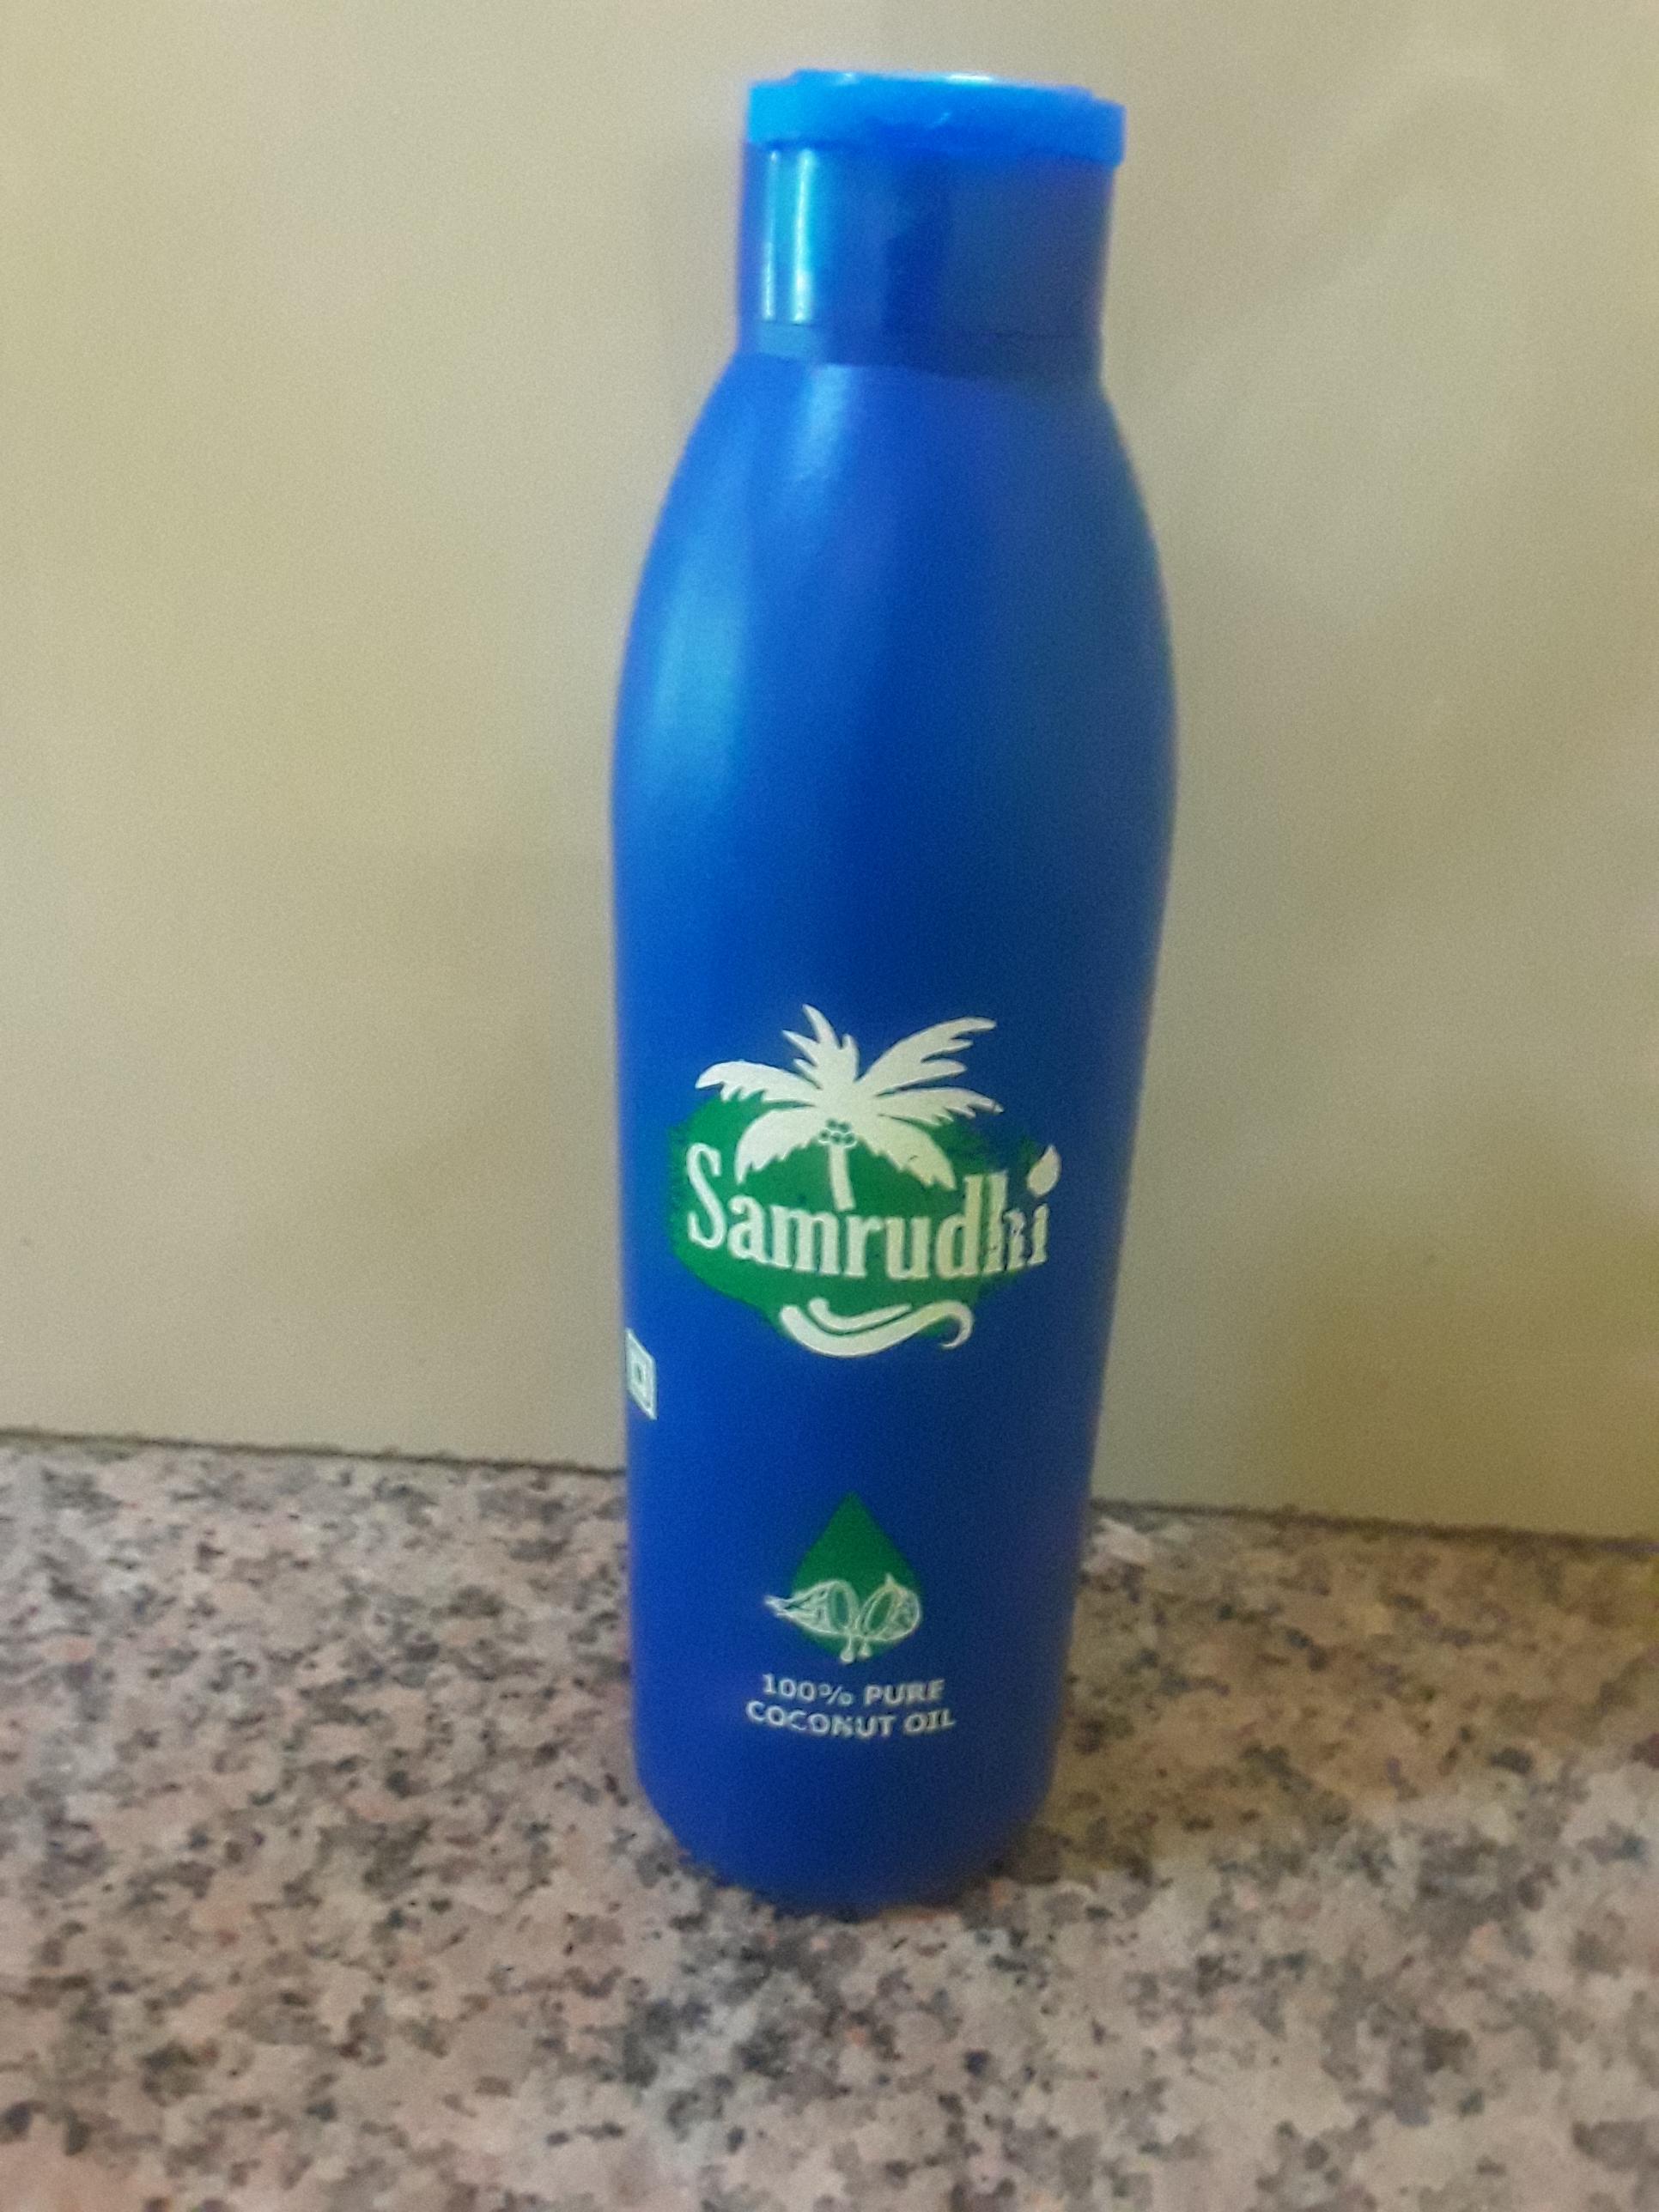 Samrudhi
100% PURE
COCONUT OIL